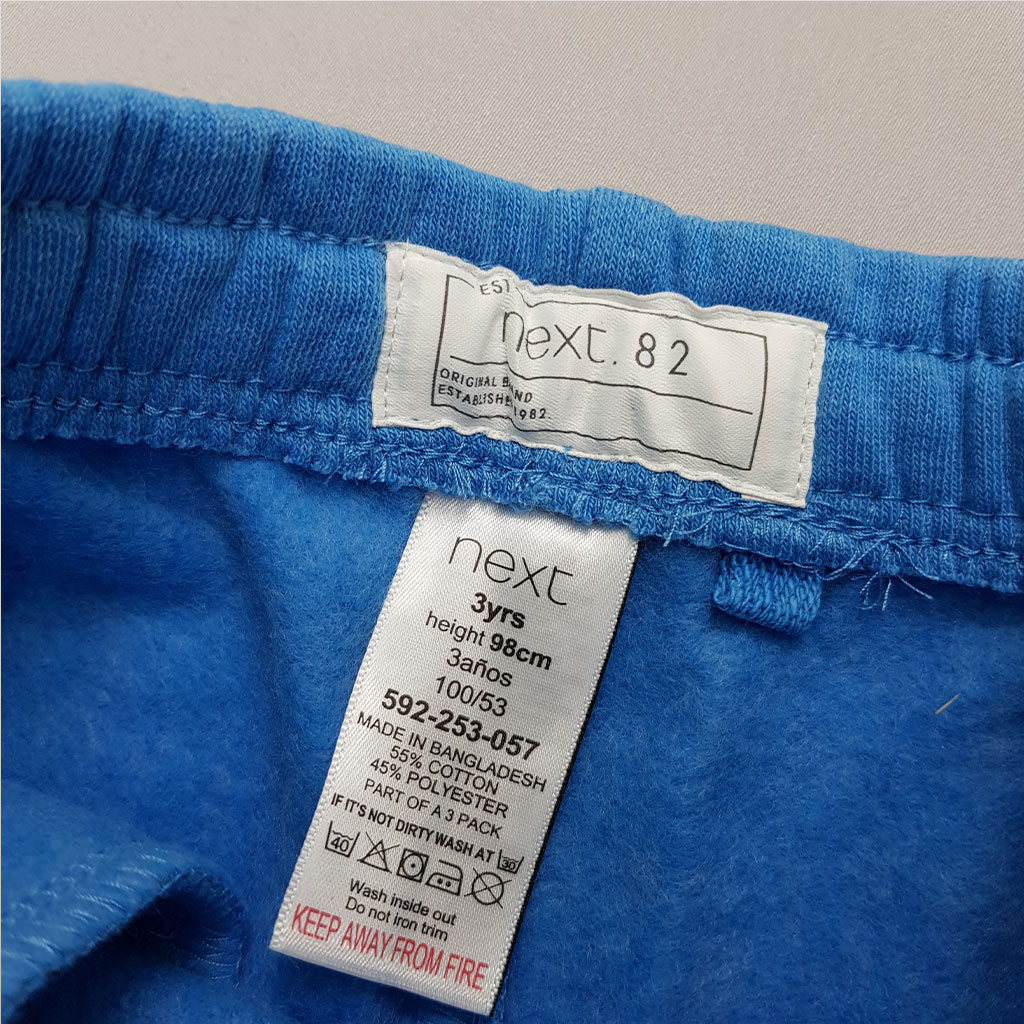 EST
next. 82
ORIGINAL
1982.
next
3yrs
height 98cm
3años
100/53
592-253-057
MADE IN BANGLADESH
55% COTTON
45% POLYESTER
PART OF A 3 PACK
IF IT'S NOT DIRTY WASH AT 30
40
Wash inside out
Do not iron trim
KEEP AWAY FROM FIRE